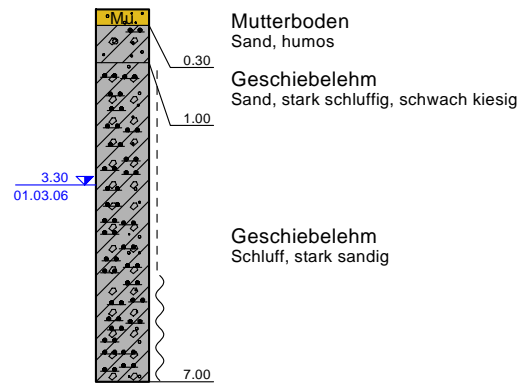 Mu.
Mutterboden
Sand, humos
0.30
Geschiebelehm
Sand, stark schluffig, schwach kiesig
1.00
3.30
01.03.06
Geschiebelehm
Schluff, stark sandig
7.00